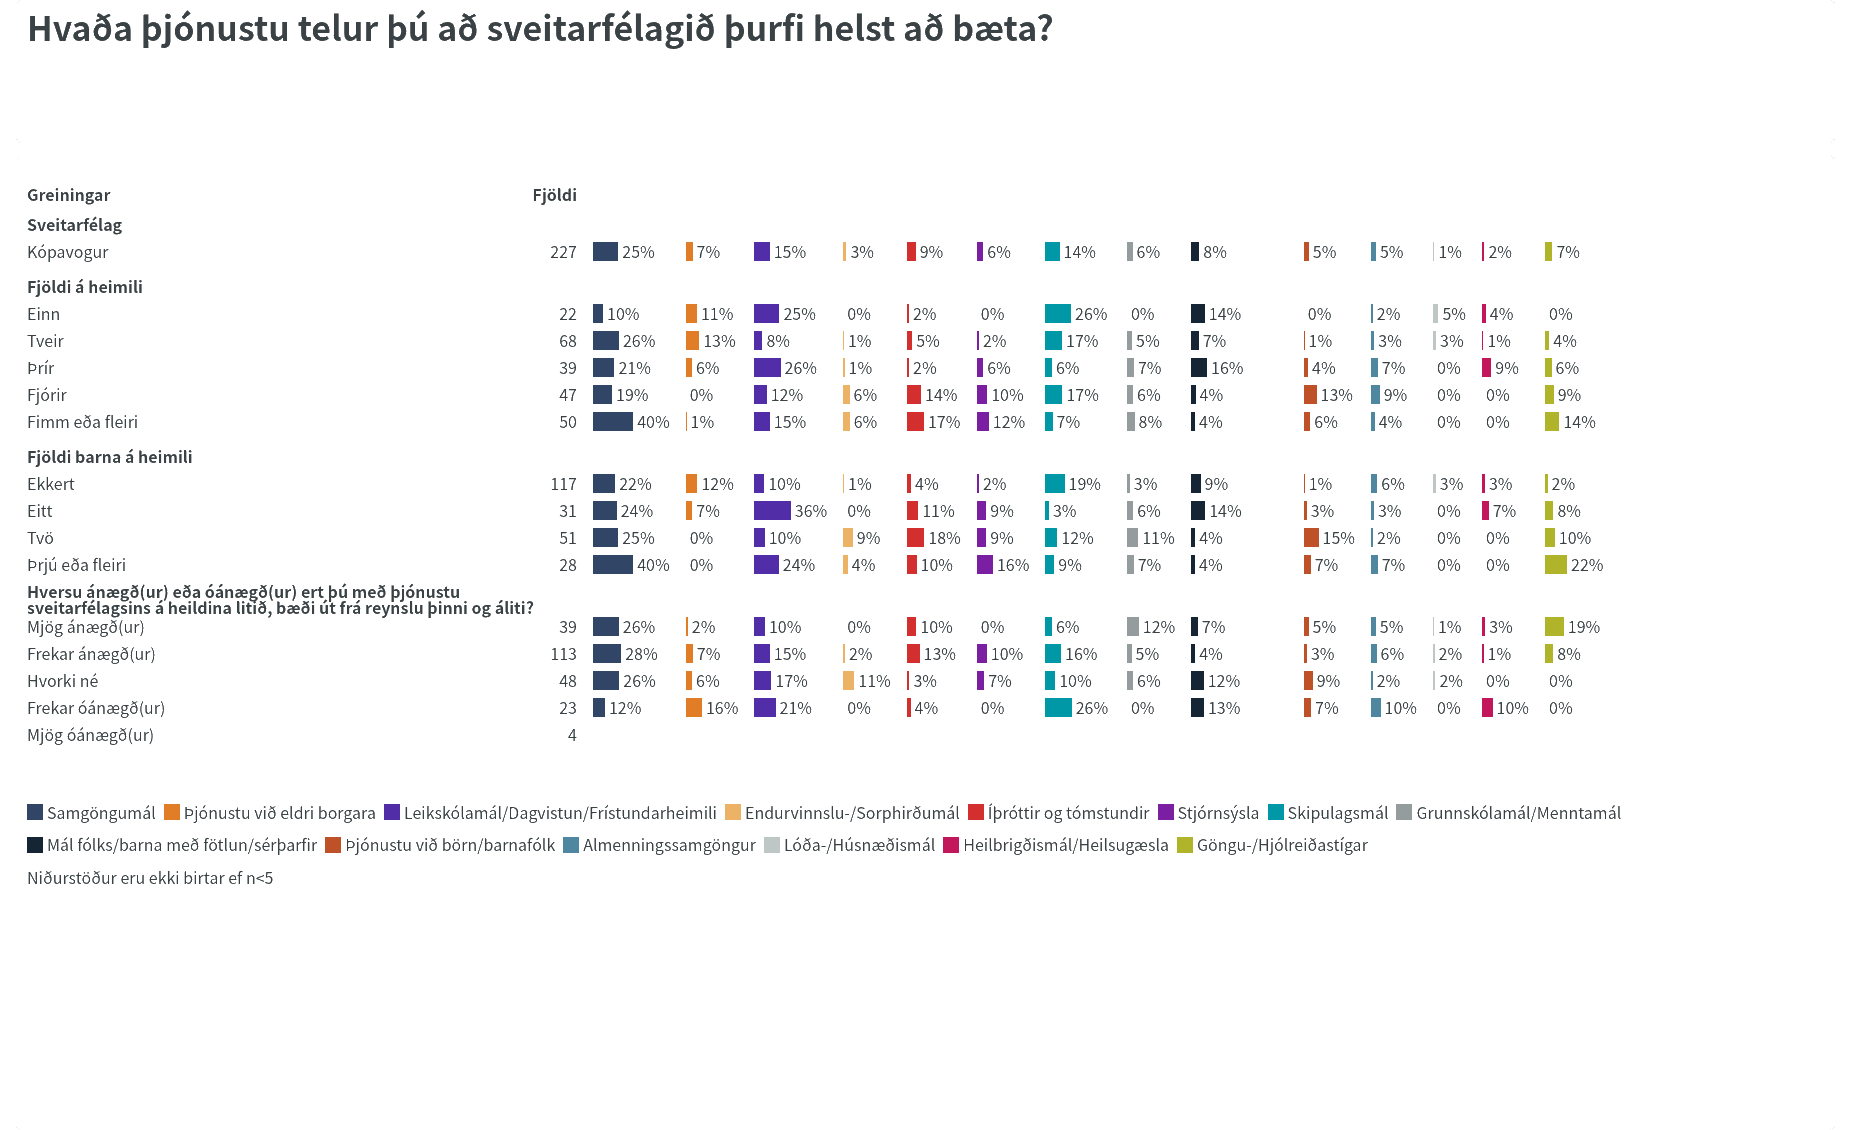 Hvaða þjónustu telur þú að sveitarfélagið þurfi helst að bæta?
Greiningar Fjöldi
Sveitarfélag
Kópavogur 227 25% 7% 15% 3% 9% 6% 14% 6% 8% 5% 5% 1% 2% 7%
Fjöldi á heimili
Einn 22 10% 11% 25% 0% 2% 0% 26% 0% 14% 0% 2% 5% 4% 0%
Tveir 68 26% 13% 8% 1% 5% 2% 17% 5% 7% 1% 3% 3% 1% 4%
Þrír 39 21% 6% 26% 1% 2% 6% 6% 7% 16% 4% 7% 0% 9% 6%
Fjórir 47 19% 0% 12% 6% 14% 10% 17% 6% 4% 13% 9% 0% 0% 9%
Fimm eða fleiri 50 40% 1% 15% 6% 17% 12% 7% 8% 4% 6% 4% 0% 0% 14%
Fjöldi barna á heimili
Ekkert 117 22% 12% 10% 1% 4% 2% 19% 3% 9% 1% 6% 3% 3% 2%
Eitt 31 24% 7% 36% 0% 11% 9% 3% 6% 14% 3% 3% 0% 7% 8%
Tvö 51 25% 0% 10% 9% 18% 9% 12% 11% 4% 15% 2% 0% 0% 10%
Þrjú eða fleiri 28 40% 0% 24% 4% 10% 16% 9% 7% 4% 7% 7% 0% 0% 22%
Hversu ánægð(ur) eða óánægð(ur) ert þú með þjónustu
sveitarfélagsins á heildina litið, bæði út frá reynslu þinni og áliti?
Mjög ánægð(ur) 39 26% 2% 10% 0% 10% 0% 6% 12% 7% 5% 5% 1% 3% 19%
Frekar ánægð(ur) 113 28% 7% 15% 2% 13% 10% 16% 5% 4% 3% 6% 2% 1% 8%
Hvorki né 48 26% 6% 17% 11% 3% 7% 10% 6% 12% 9% 2% 2% 0% 0%
Frekar óánægð(ur) 23 12% 16% 21% 0% 4% 0% 26% 0% 13% 7% 10% 0% 10% 0%
Mjög óánægð(ur) 4
Samgöngumál Þjónustu við eldri borgara Leikskólamál/Dagvistun/Frístundarheimili Endurvinnslu-/Sorphirðumál Íþróttir og tómstundir Stjórnsýsla Skipulagsmál Grunnskólamál/Menntamál
Mál fólks/barna með fötlun/sérþarfir Þjónustu við börn/barnafólk Almenningssamgöngur Lóða-/Húsnæðismál Heilbrigðismál/Heilsugæsla Göngu-/Hjólreiðastígar
Niðurstöður eru ekki birtar ef n<5